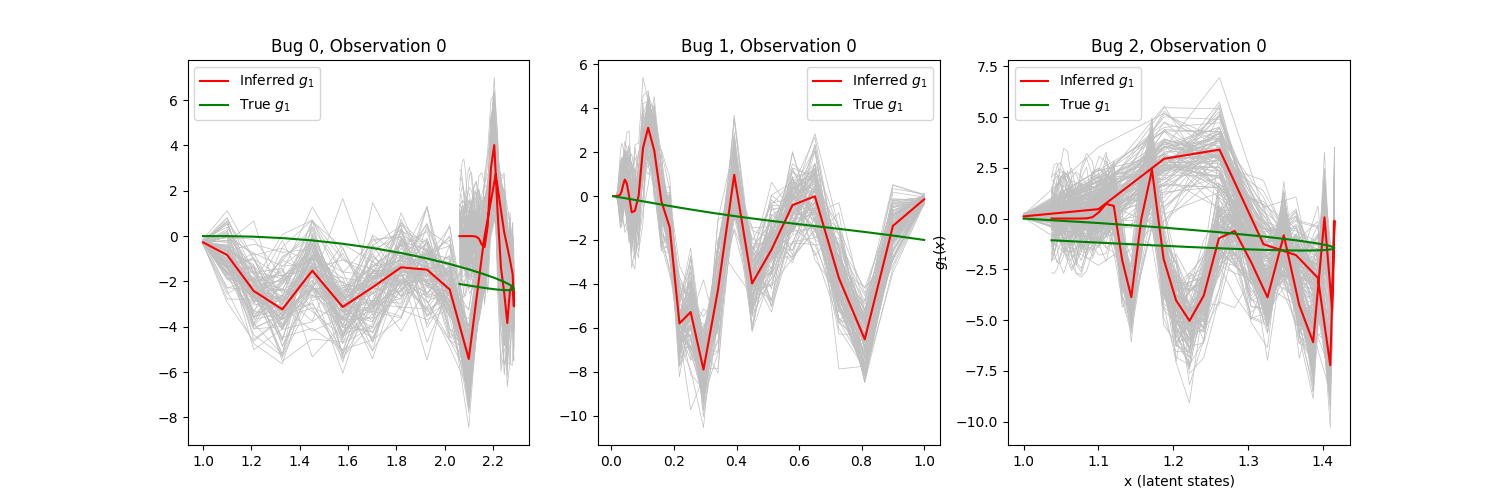 Bug 0, Observation 0
Inferred g₁
True g₁
6
4
2
0
−2
−4
−6
−8
1.0 1.2 1.4 1.6 1.8 2.0 2.2
Bug 1, Observation 0
Inferred g₁
True g₁
6
4
2
0
−2
−4
−6
−8
−10
0.0 0.2 0.4 0.6 0.8 1.0
Bug 2, Observation 0
Inferred g₁
True g₁
g₁(x)
7.5
5.0
2.5
0.0
−2.5
−5.0
−7.5
−10.0
1.0 1.1 1.2 1.3 1.4
x (latent states)